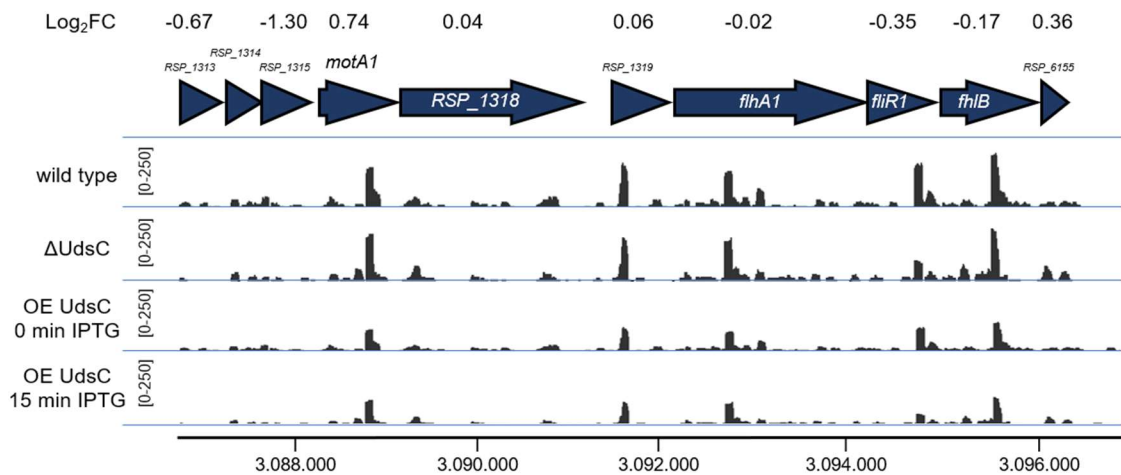 Log2FC -0.67 -1.30 0.74 0.04 0.06 -0.02 -0.35 -0.17 0.36
RSP_1313 RSP_1314 RSP_1315 motA1 RSP_1319 RSP_6155
RSP_1318 flhA1 fliR1 fhlB
wild type [0-250]
ΔUdsC [0-250]
OE UdsC
0 min IPTG [0-250]
OE UdsC
15 min IPTG [0-250]
3.088.000 3.090.000 3.092.000 3.094.000 3.096.000